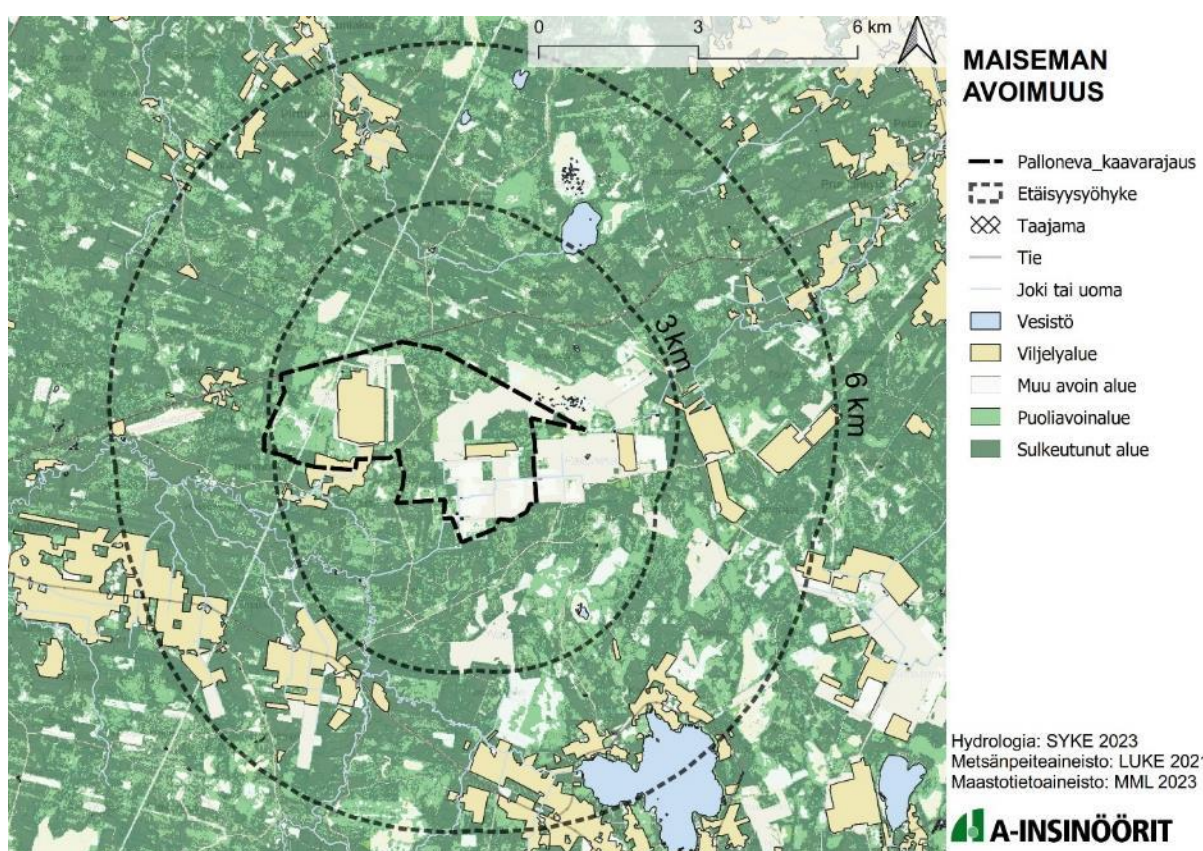 0 3 6 km
3 km
6 km
MAISEMAN
AVOIMUUS
Palloneva_kaavarajaus
Etäisyysyöhyke
Taajama
Tie
Joki tai uoma
Vesistö
Viljelyalue
Muu avoin alue
Puoliavoinalue
Sulkeutunut alue
Hydrologia: SYKE 2023
Metsänpeiteaineisto: LUKE 2021
Maastotietoaineisto: MML 2023
A-INSINÖÖRIT